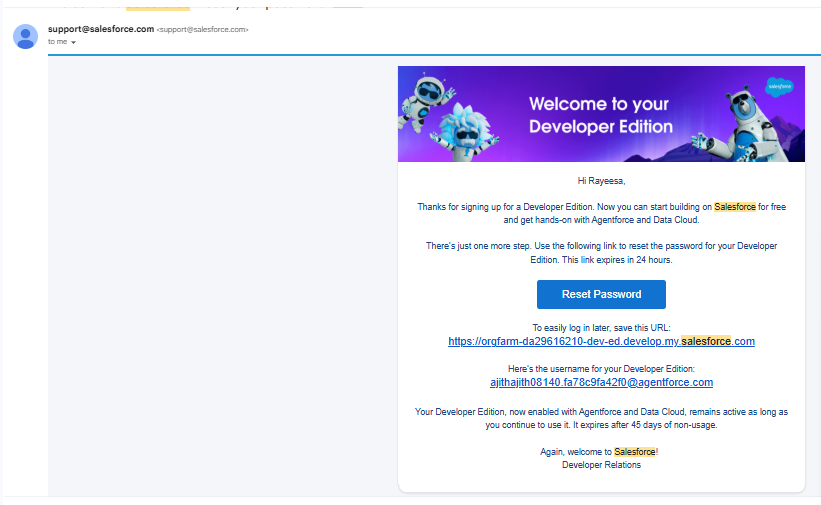 support@salesforce.com <support@salesforce.com>
to me
salesforce
Welcome to your
Developer Edition
Hi Rayeesa,
Thanks for signing up for a Developer Edition. Now you can start building on Salesforce for free
and get hands-on with Agentforce and Data Cloud.
There's just one more step. Use the following link to reset the password for your Developer
Edition. This link expires in 24 hours.
Reset Password
To easily log in later, save this URL:
https://orgfarm-da29616210-dev-ed.develop.my.salesforce.com
Here's the username for your Developer Edition:
ajithajith08140.fa78c9fa42f0@agentforce.com
Your Developer Edition, now enabled with Agentforce and Data Cloud, remains active as long as
you continue to use it. It expires after 45 days of non-usage.
Again, welcome to Salesforce!
Developer Relations